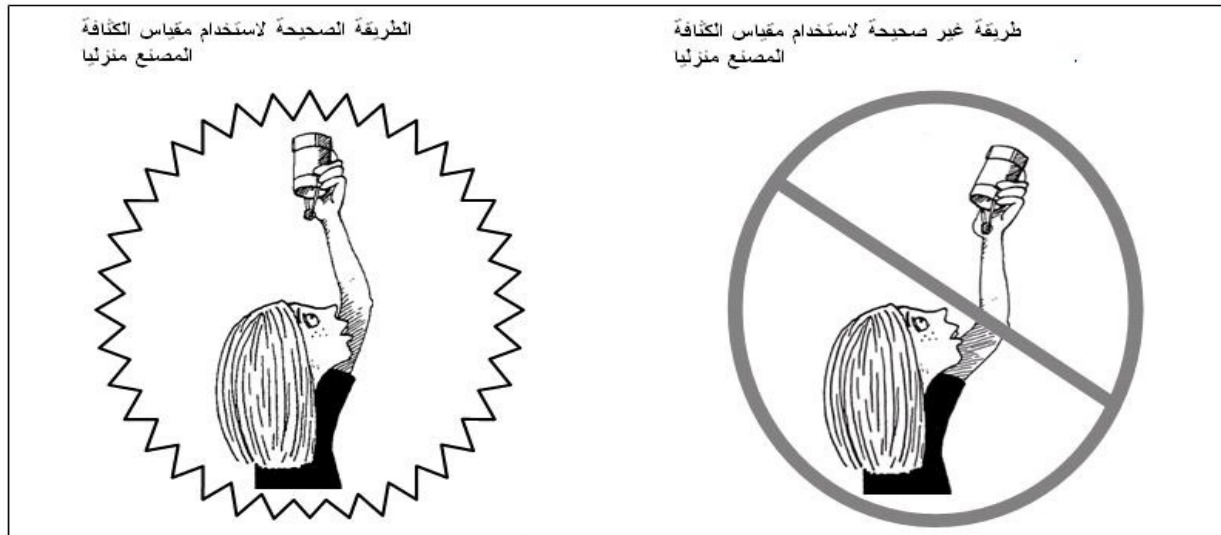 طريقة غير صحيحة لاستخدام مقياس الكثافة
المصنع منزليا
الطريقة الصحيحة لاستخدام مقياس الكثافة
المصنع منزليا